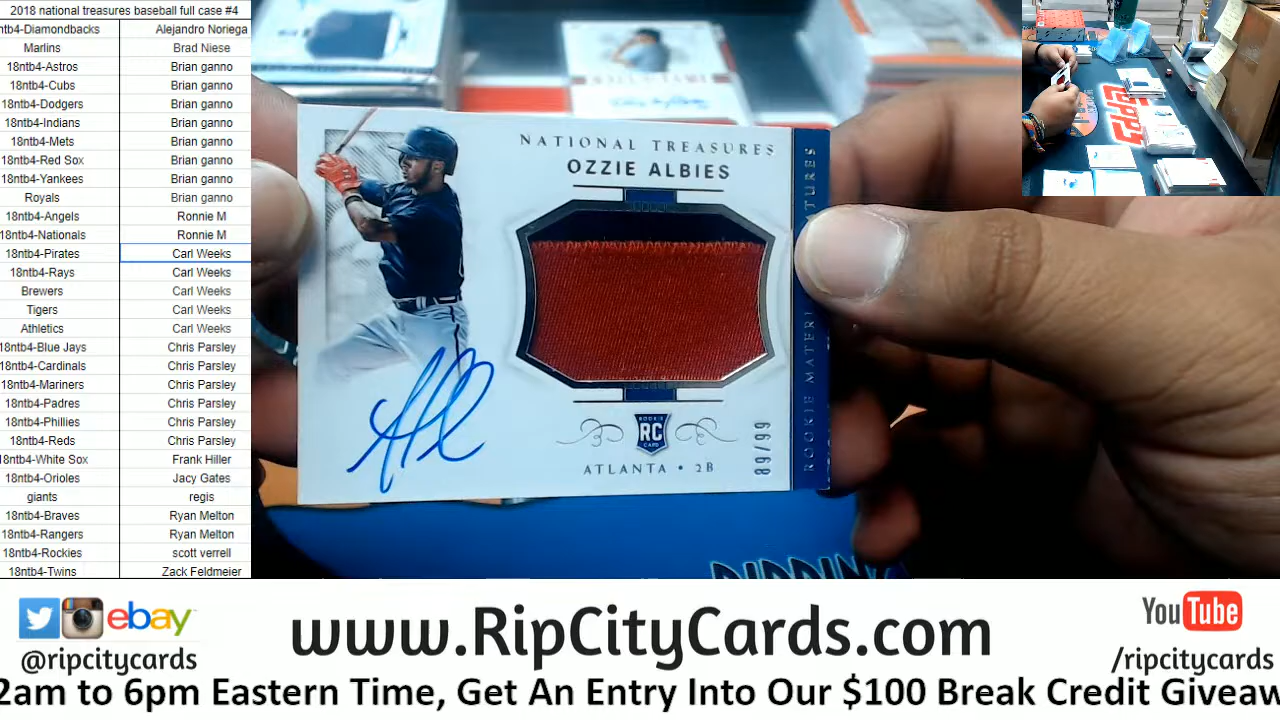 2018 national treasures baseball full case #4
ntb4-Diamondbacks Alejandro Noriega
Marlins Brad Niese
18ntb4-Astros Brian ganno
18ntb4-Cubs Brian ganno
18ntb4-Dodgers Brian ganno
18ntb4-Indians Brian ganno
18ntb4-Mets Brian ganno
18ntb4-Red Sox Brian ganno
18ntb4-Yankees Brian ganno
Royals Brian ganno
18ntb4-Angels Ronnie M
18ntb4-Nationals Ronnie M
18ntb4-Pirates Carl Weeks
18ntb4-Rays Carl Weeks
Brewers Carl Weeks
Tigers Carl Weeks
Athletics Carl Weeks
18ntb4-Blue Jays Chris Parsley
18ntb4-Cardinals Chris Parsley
18ntb4-Mariners Chris Parsley
18ntb4-Padres Chris Parsley
18ntb4-Phillies Chris Parsley
18ntb4-Reds Chris Parsley
18ntb4-White Sox Frank Hiller
18ntb4-Orioles Jacy Gates
giants regis
18ntb4-Braves Ryan Melton
18ntb4-Rangers Ryan Melton
18ntb4-Rockies scott verrell
18ntb4-Twins Zack Feldmeier
NATIONAL TREASURES
OZZIE ALBIES
ROOKIE
RC
CARD
ATLANTA • 2B
89/99
ROOKIE MATERI ATURES
topps
ebay
@ripcitycards
www.RipCityCards.com
YouTube
/ripcitycards
2am to 6pm Eastern Time, Get An Entry Into Our $100 Break Credit Giveaw